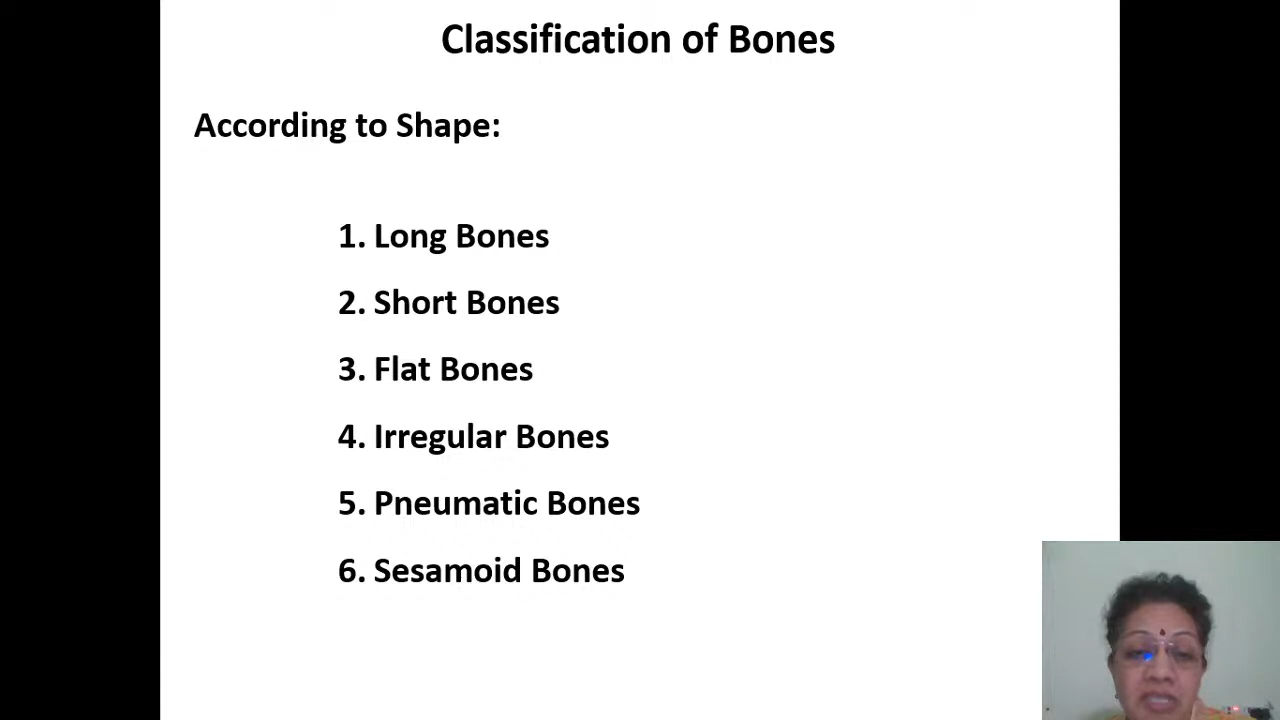 Classification of Bones
According to Shape:
1. Long Bones
2. Short Bones
3. Flat Bones
4. Irregular Bones
5. Pneumatic Bones
6. Sesamoid Bones